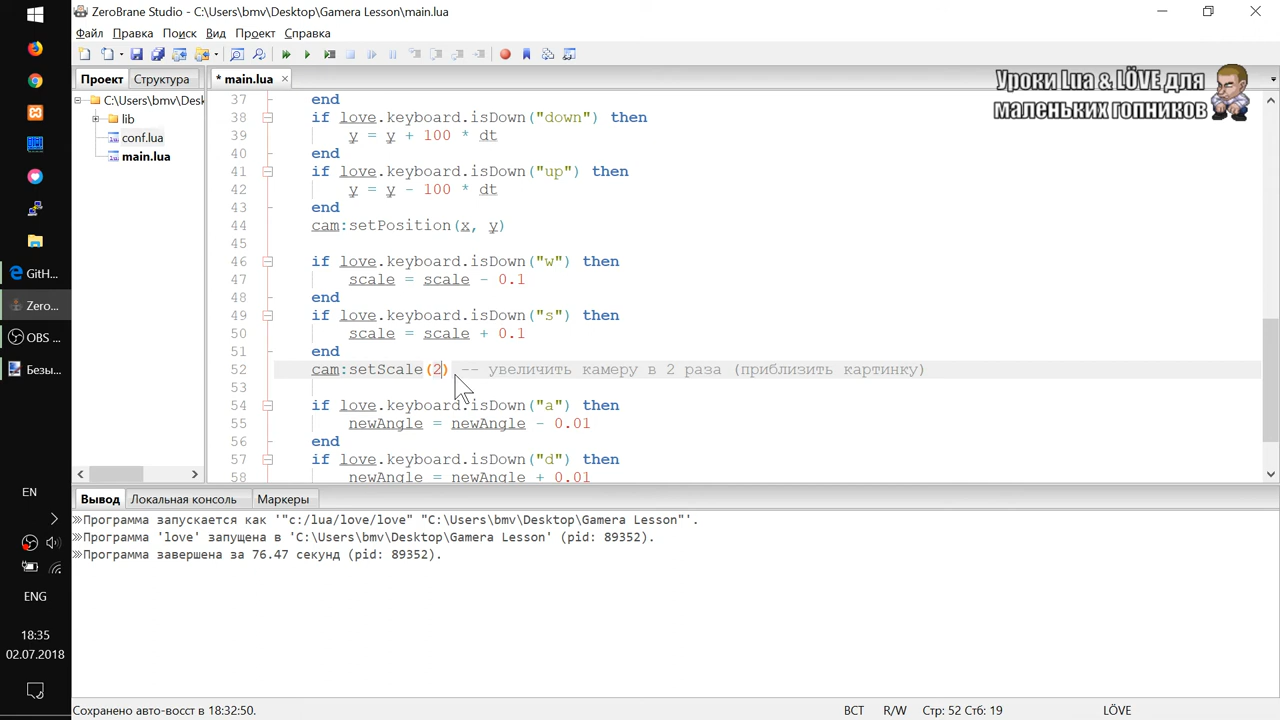 ZeroBrane Studio - C:\Users\bmv\Desktop\Gamera Lesson\main.lua
Файл Правка Поиск Вид Проект Справка
Проект Структура * main.lua
Уроки Lua & LÖVE для
маленьких гопников
C:\Users\bmv\Desk
lib
conf.lua
main.lua
37 end
38 if love.keyboard.isDown("down") then
39 y = y + 100 * dt
40 end
41 if love.keyboard.isDown("up") then
42 y = y - 100 * dt
43 end
44 cam:setPosition(x, y)
45
46 if love.keyboard.isDown("w") then
47 scale = scale - 0.1
48 end
49 if love.keyboard.isDown("s") then
50 scale = scale + 0.1
51 end
52 cam:setScale(2) -- увеличить камеру в 2 раза (приблизить картинку)
53
54 if love.keyboard.isDown("a") then
55 newAngle = newAngle - 0.01
56 end
57 if love.keyboard.isDown("d") then
58 newAngle = newAngle + 0.01
GitH...
Zero...
OBS ...
Безы...
EN
ENG
18:35
02.07.2018
Вывод Локальная консоль Маркеры
Программа запускается как '"c:/lua/love/love" "C:\Users\bmv\Desktop\Gamera Lesson"'.
Программа 'love' запущена в 'C:\Users\bmv\Desktop\Gamera Lesson' (pid: 89352).
Программа завершена за 76.47 секунд (pid: 89352).
Сохранено авто-восст в 18:32:50. ВСТ R/W Стр: 52 Стб: 19 LÖVE